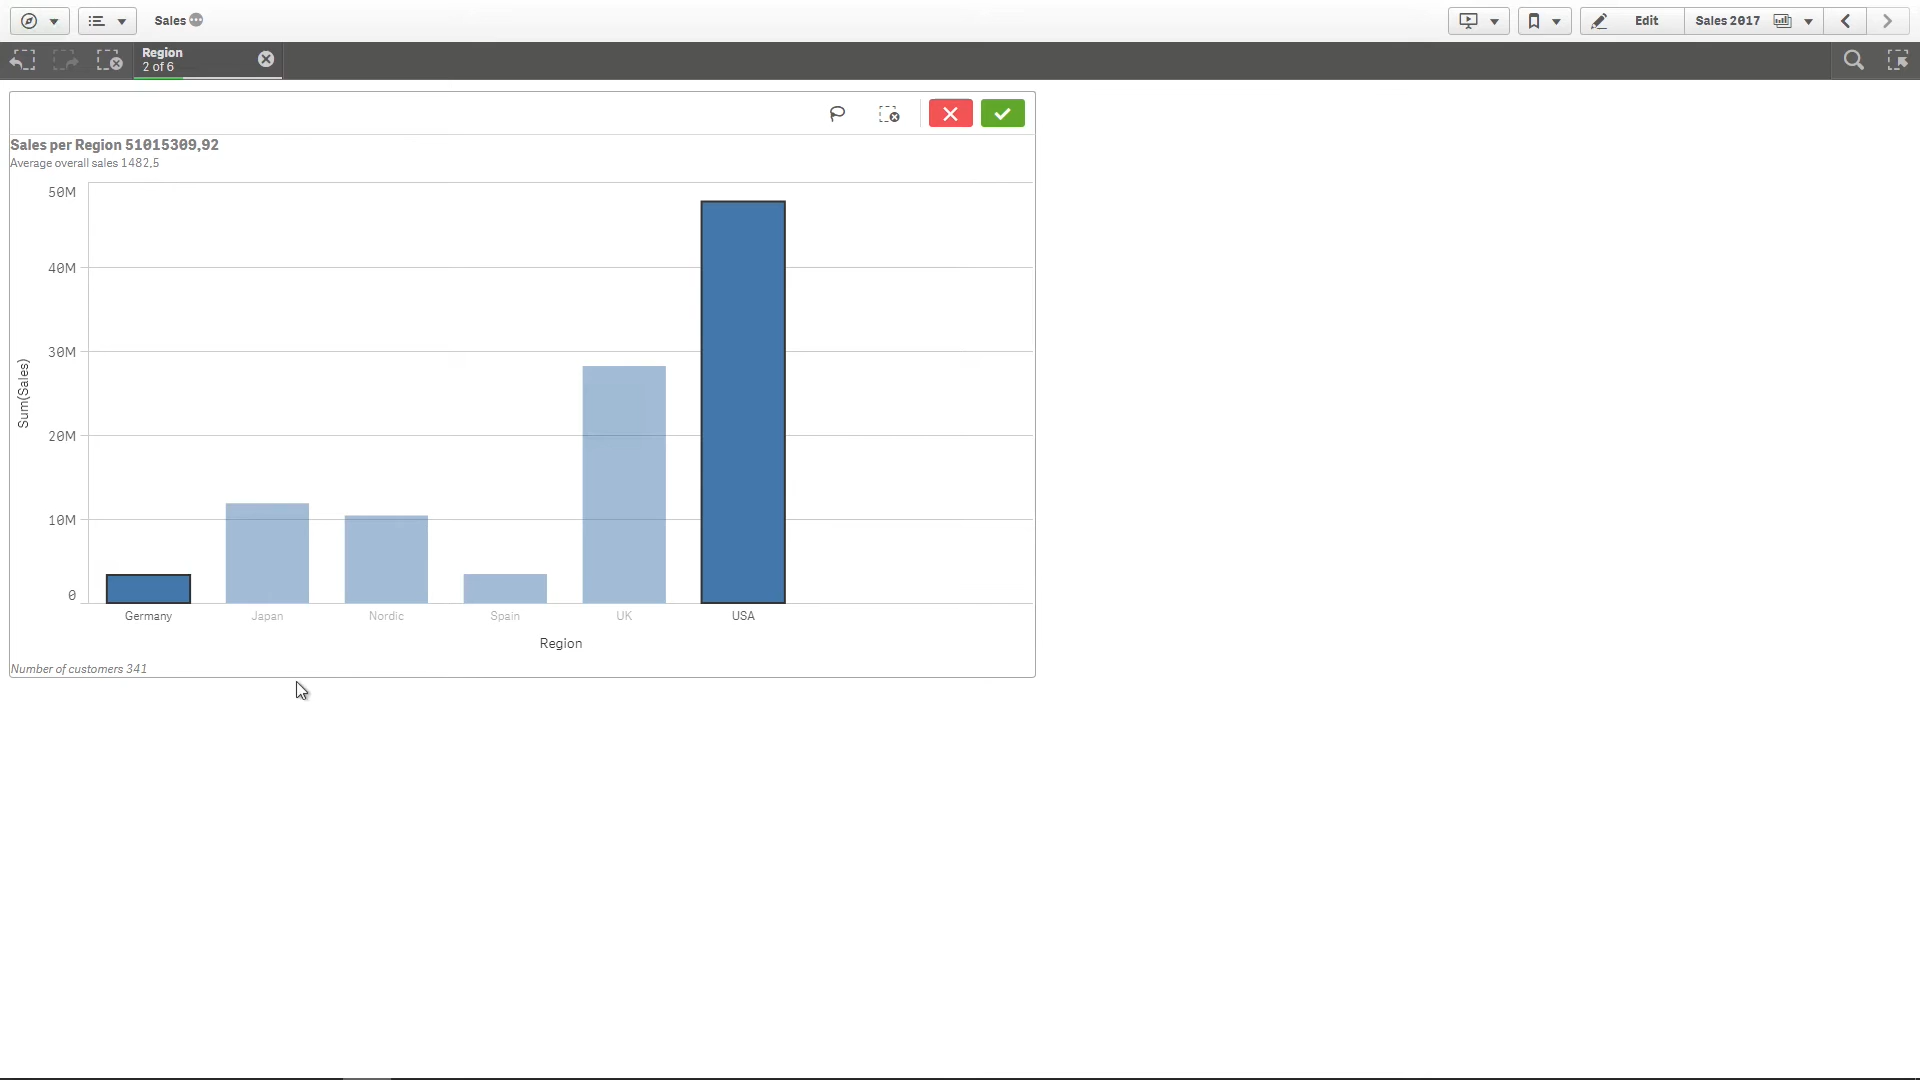 Sales
Edit
Sales 2017
Region
2 of 6
Sales per Region 51015309,92
Average overall sales 1482,5
50M
40M
30M
20M
10M
0
Sum(Sales)
Germany
Japan
Nordic
Spain
UK
USA
Region
Number of customers 341